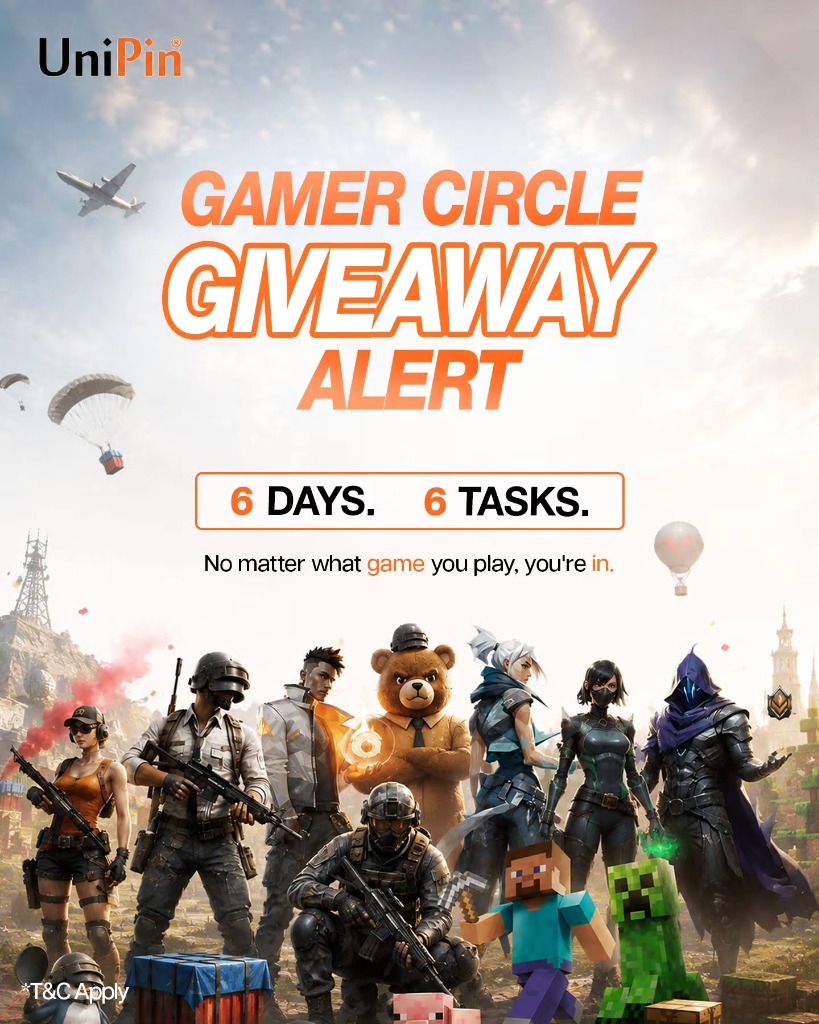 UniPin®
GAMER CIRCLE
GIVEAWAY
ALERT
6 DAYS. 6 TASKS.
No matter what game you play, you're in.
*T&C Apply